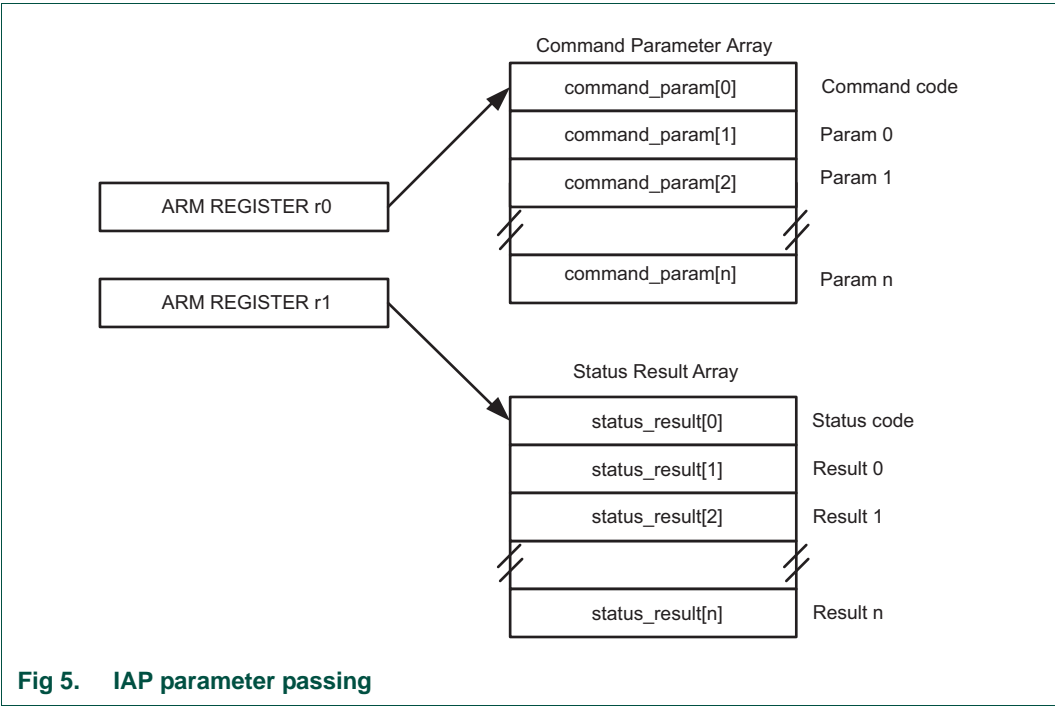 Command Parameter Array
command_param[0] Command code
command_param[1] Param 0
command_param[2] Param 1
ARM REGISTER r0
command_param[n] Param n
ARM REGISTER r1
Status Result Array
status_result[0] Status code
status_result[1] Result 0
status_result[2] Result 1
status_result[n] Result n
Fig 5. IAP parameter passing